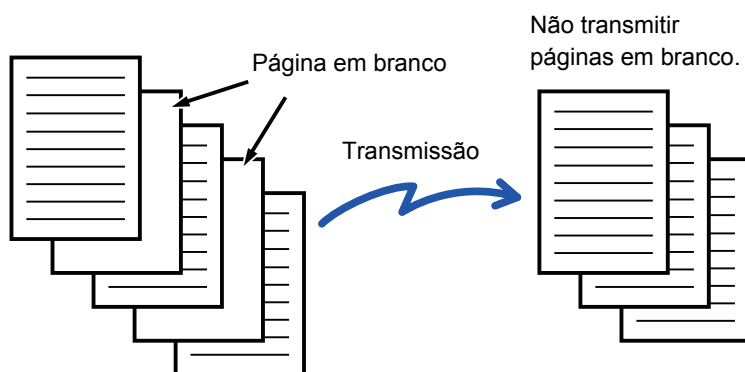 Página em branco
Transmissão
Não transmitir
páginas em branco.